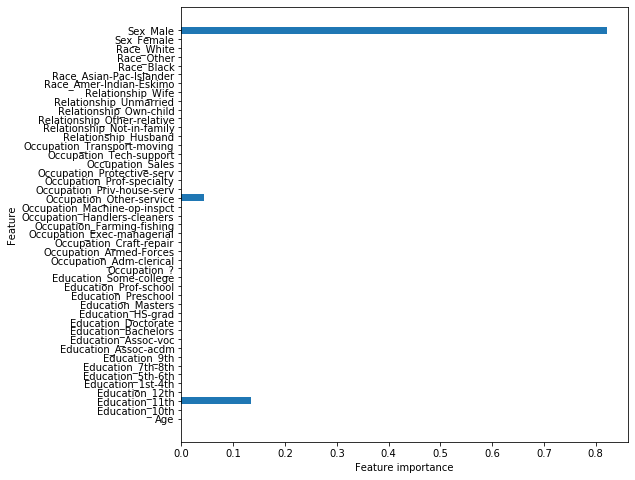 Sex_Male
Sex_Female
Race_White
Race_Other
Race_Black
Race_Asian-Pac-Islander
Race_Amer-Indian-Eskimo
Relationship_Wife
Relationship_Unmarried
Relationship_Own-child
Relationship_Other-relative
Relationship_Not-in-family
Relationship_Husband
Occupation_Transport-moving
Occupation_Tech-support
Occupation_Sales
Occupation_Protective-serv
Occupation_Prof-specialty
Occupation_Priv-house-serv
Occupation_Other-service
Occupation_Machine-op-inspct
Occupation_Handlers-cleaners
Occupation_Farming-fishing
Occupation_Exec-managerial
Occupation_Craft-repair
Occupation_Armed-Forces
Occupation_Adm-clerical
Occupation_?
Education_Some-college
Education_Prof-school
Education_Preschool
Education_Masters
Education_HS-grad
Education_Doctorate
Education_Bachelors
Education_Assoc-voc
Education_Assoc-acdm
Education_9th
Education_7th-8th
Education_5th-6th
Education_1st-4th
Education_12th
Education_11th
Education_10th
Age
Feature
0.0 0.1 0.2 0.3 0.4 0.5 0.6 0.7 0.8
Feature importance